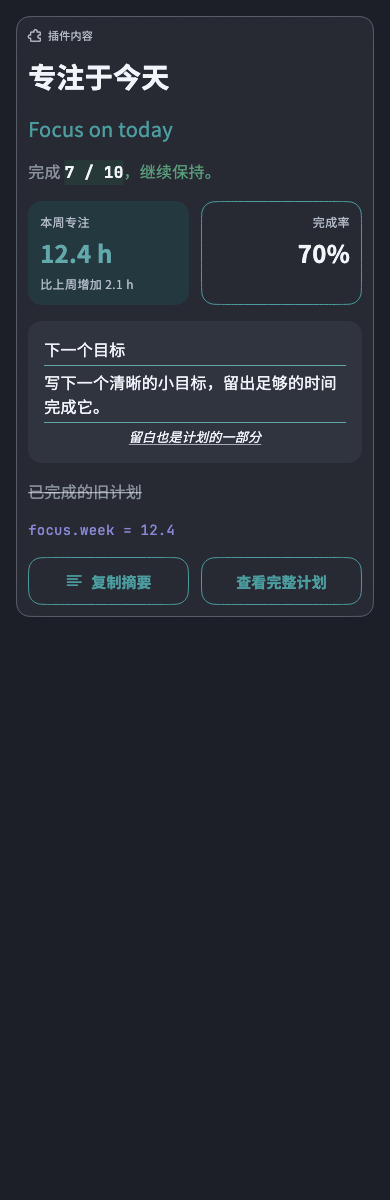 插件内容
专注于今天
Focus on today
完成 7 / 10，继续保持。
本周专注
12.4 h
比上周增加 2.1 h
完成率
70%
下一个目标
写下一个清晰的小目标，留出足够的时间
完成它。
留白也是计划的一部分
已完成的旧计划
focus.week = 12.4
复制摘要
查看完整计划